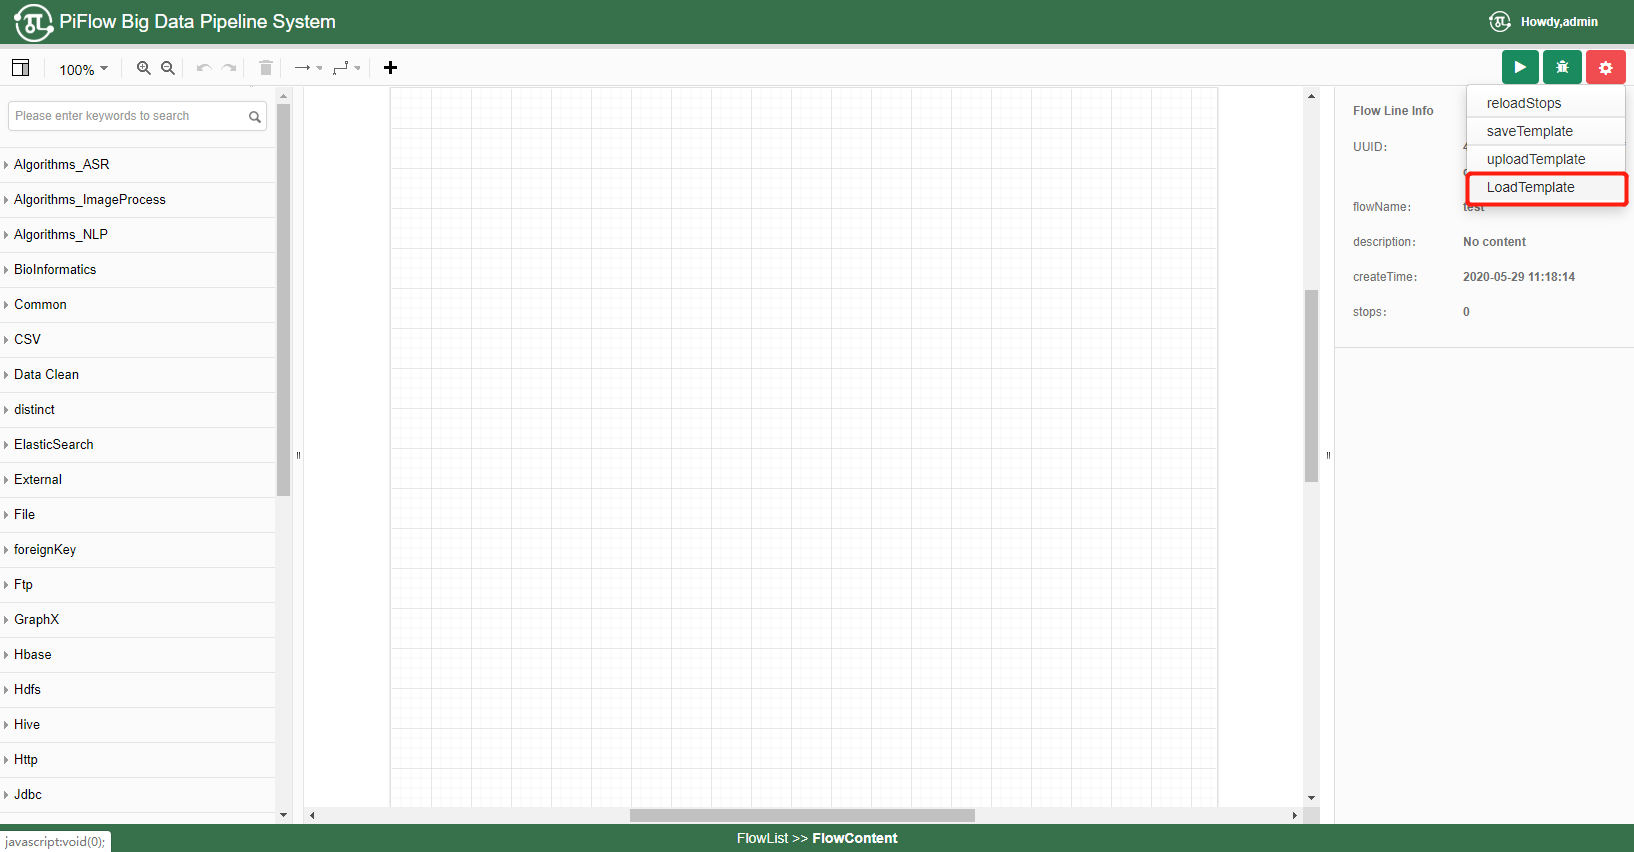 PiFlow Big Data Pipeline System
Howdy,admin
100%
Please enter keywords to search
Algorithms_ASR
Algorithms_ImageProcess
Algorithms_NLP
BioInformatics
Common
CSV
Data Clean
distinct
ElasticSearch
External
File
foreignKey
Ftp
GraphX
Hbase
Hdfs
Hive
Http
Jdbc
reloadStops
saveTemplate
uploadTemplate
LoadTemplate
Flow Line Info
UUID:
flowName: test
description: No content
createTime: 2020-05-29 11:18:14
stops: 0
javascript:void(0);
FlowList >> FlowContent